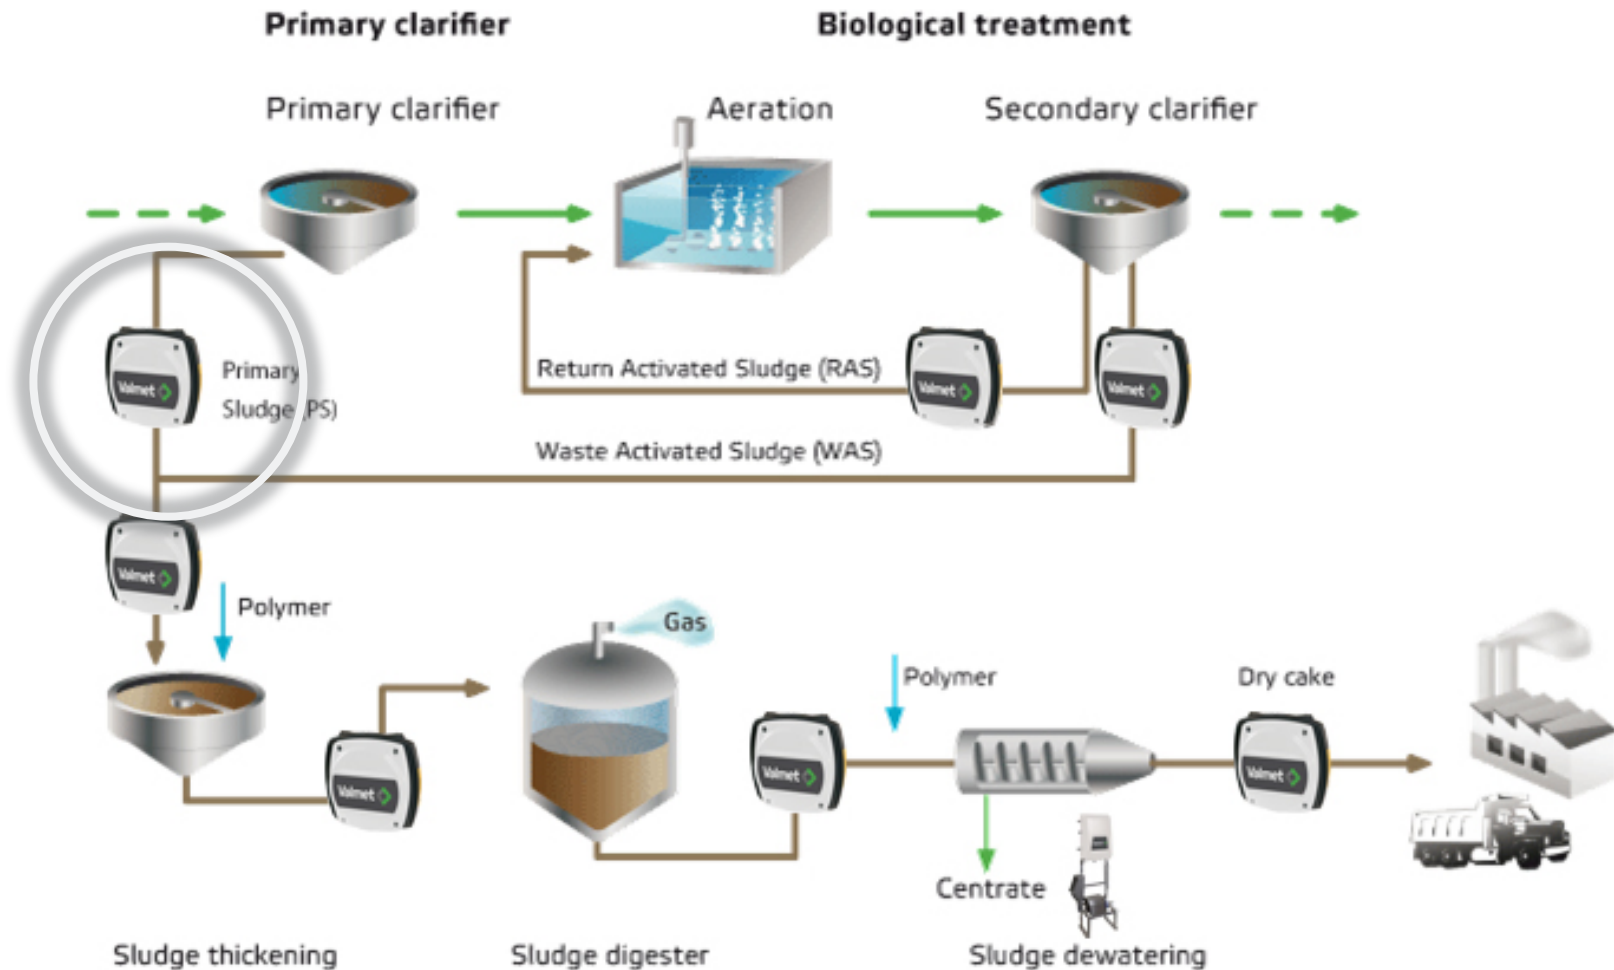 Primary clarifier
Biological treatment
Primary clarifier
Aeration
Secondary clarifier
Valmet
Primary
Sludge (PS)
Return Activated Sludge (RAS)
Valmet
Valmet
Waste Activated Sludge (WAS)
Valmet
Polymer
Gas
Polymer
Dry cake
Valmet
Valmet
Valmet
Centrate
Sludge thickening
Sludge digester
Sludge dewatering